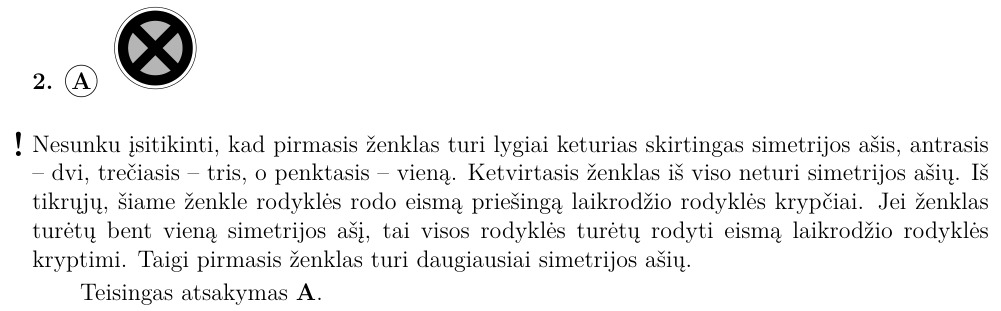 2. A
! Nesunku įsitikinti, kad pirmasis ženklas turi lygiai keturias skirtingas simetrijos ašis, antrasis
– dvi, trečiasis – tris, o penktasis – vieną. Ketvirtasis ženklas iš viso neturi simetrijos ašių. Iš
tikrųjų, šiame ženkle rodyklės rodo eismą priešingą laikrodžio rodyklės krypčiai. Jei ženklas
turėtų bent vieną simetrijos ašį, tai visos rodyklės turėtų rodyti eismą laikrodžio rodyklės
kryptimi. Taigi pirmasis ženklas turi daugiausiai simetrijos ašių.
Teisingas atsakymas A.